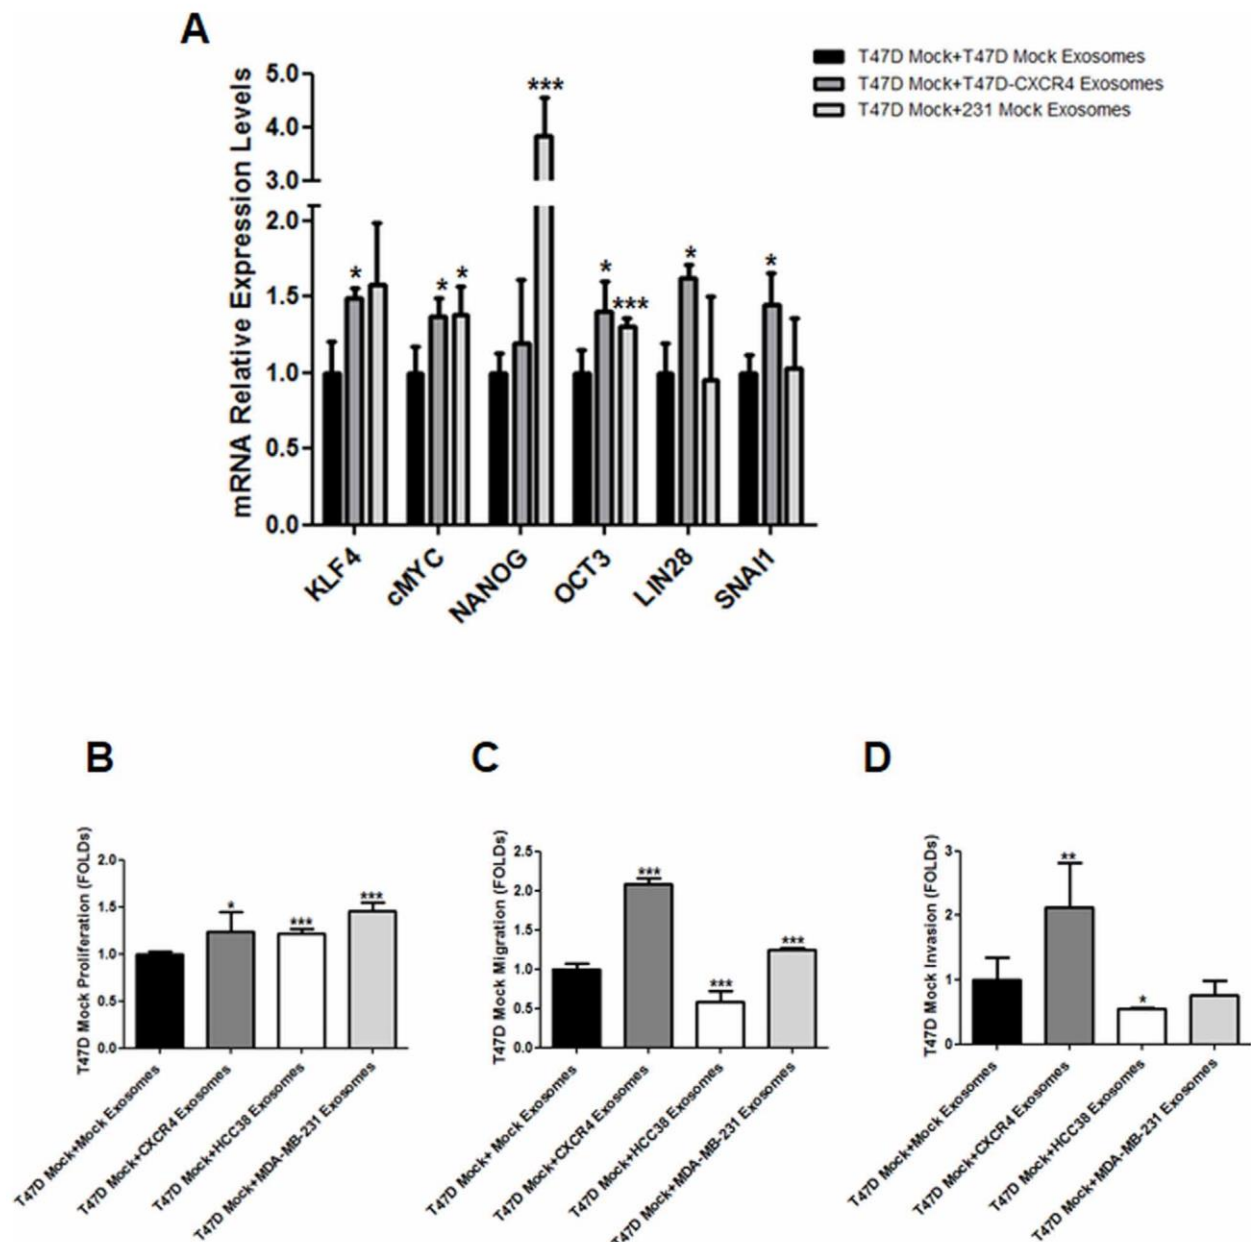 A
T47D Mock+T47D Mock Exosomes
T47D Mock+T47D-CXCR4 Exosomes
T47D Mock+231 Mock Exosomes
mRNA Relative Expression Levels
5.0
4.0
3.0
2.0
1.5
1.0
0.5
0.0
***
*
*
*
*
***
*
*
KLF4
cMYC
NANOG
OCT3
LIN28
SNAI1
B
T47D Mock Proliferation (FOLDs)
2.0
1.5
1.0
0.5
0.0
*
***
***
T47D Mock+Mock Exosomes
T47D Mock+CXCR4 Exosomes
T47D Mock+HCC38 Exosomes
T47D Mock+MDA-MB-231 Exosomes
C
T47D Mock Migration (FOLDs)
2.5
2.0
1.5
1.0
0.5
0.0
***
***
***
T47D Mock+ Mock Exosomes
T47D Mock+CXCR4 Exosomes
T47D Mock+HCC38 Exosomes
T47D Mock+MDA-MB-231 Exosomes
D
T47D Mock Invasion (FOLDs)
3
2
1
0
**
*
T47D Mock+Mock Exosomes
T47D Mock+CXCR4 Exosomes
T47D Mock+HCC38 Exosomes
T47D Mock+MDA-MB-231 Exosomes